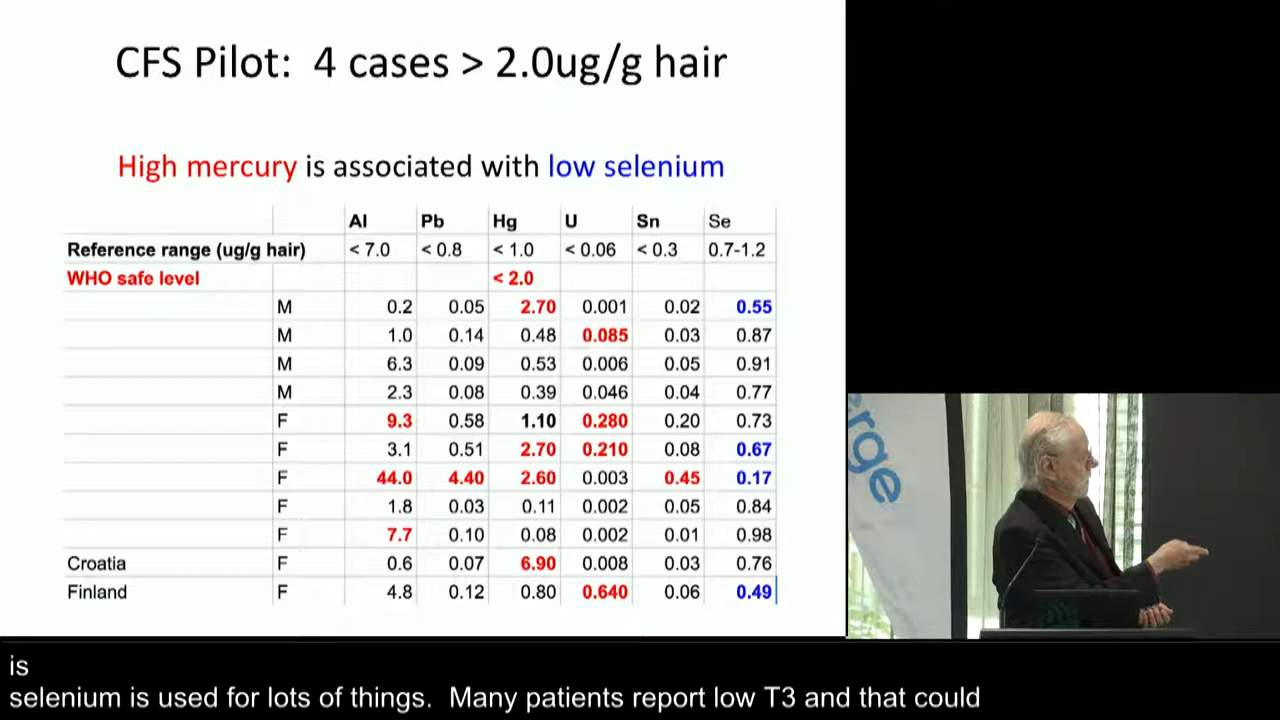 CFS Pilot: 4 cases > 2.0ug/g hair
High mercury is associated with low selenium
Al Pb Hg U Sn Se
Reference range (ug/g hair) < 7.0 < 0.8 < 1.0 < 0.06 < 0.3 0.7-1.2
WHO safe level < 2.0
M 0.2 0.05 2.70 0.001 0.02 0.55
M 1.0 0.14 0.48 0.085 0.03 0.87
M 6.3 0.09 0.53 0.006 0.05 0.91
M 2.3 0.08 0.39 0.046 0.04 0.77
F 9.3 0.58 1.10 0.280 0.20 0.73
F 3.1 0.51 2.70 0.210 0.08 0.67
F 44.0 4.40 2.60 0.003 0.45 0.17
F 1.8 0.03 0.11 0.002 0.05 0.84
F 7.7 0.10 0.08 0.002 0.01 0.98
Croatia F 0.6 0.07 6.90 0.008 0.03 0.76
Finland F 4.8 0.12 0.80 0.640 0.06 0.49
erge
is
selenium is used for lots of things. Many patients report low T3 and that could